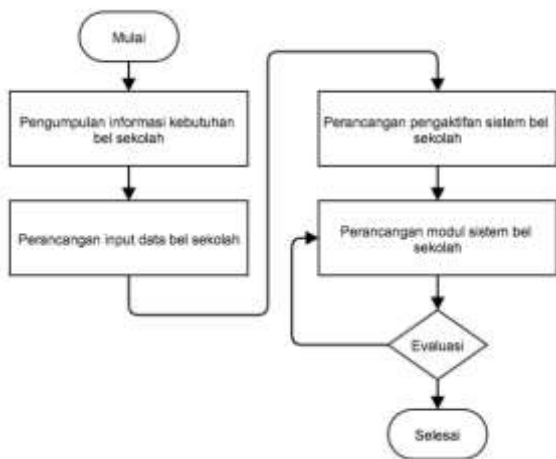 Mulai
Pengumpulan informasi kebutuhan
bel sekolah
Perancangan input data bel sekolah
Perancangan pengaktifan sistem bel
sekolah
Perancangan modul sistem bel
sekolah
Evaluasi
Selesai